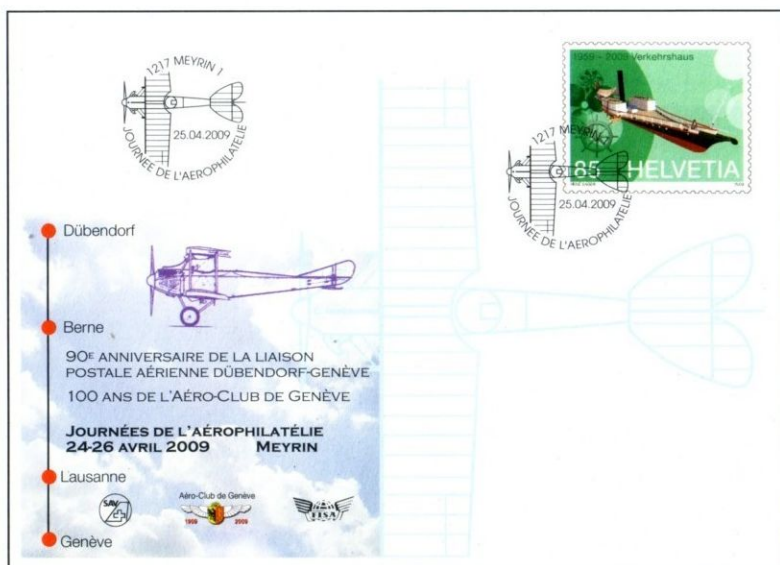 1217 MEYRIN 1
25.04.2009
JOURNEE DE L'AEROPHILATELIE
1959 – 2009 Verkehrshaus
85 HELVETIA
1217 MEYRIN 1
25.04.2009
JOURNEE DE L'AEROPHILATELIE
Dübendorf
Berne
90E ANNIVERSAIRE DE LA LIAISON
POSTALE AÉRIENNE DÜBENDORF-GENÈVE
100 ANS DE L'AÉRO-CLUB DE GENÈVE
JOURNÉES DE L'AÉROPHILATÉLIE
24-26 AVRIL 2009 MEYRIN
Lausanne
SAV
Aéro-Club de Genève
1909 2009
FISA
Genève